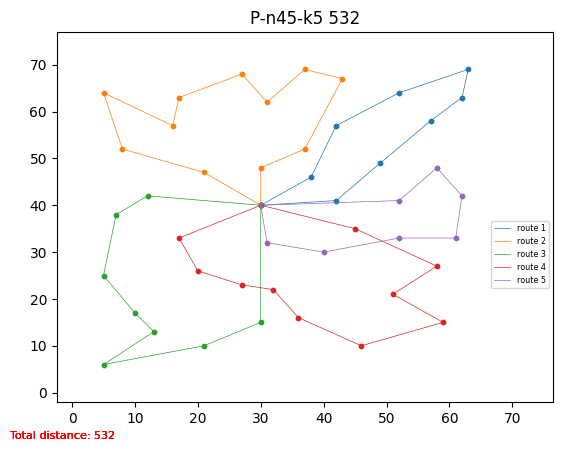 P-n45-k5 532
70
60
50
40
30
20
10
0
route 1
route 2
route 3
route 4
route 5
0 10 20 30 40 50 60 70
Total distance: 532